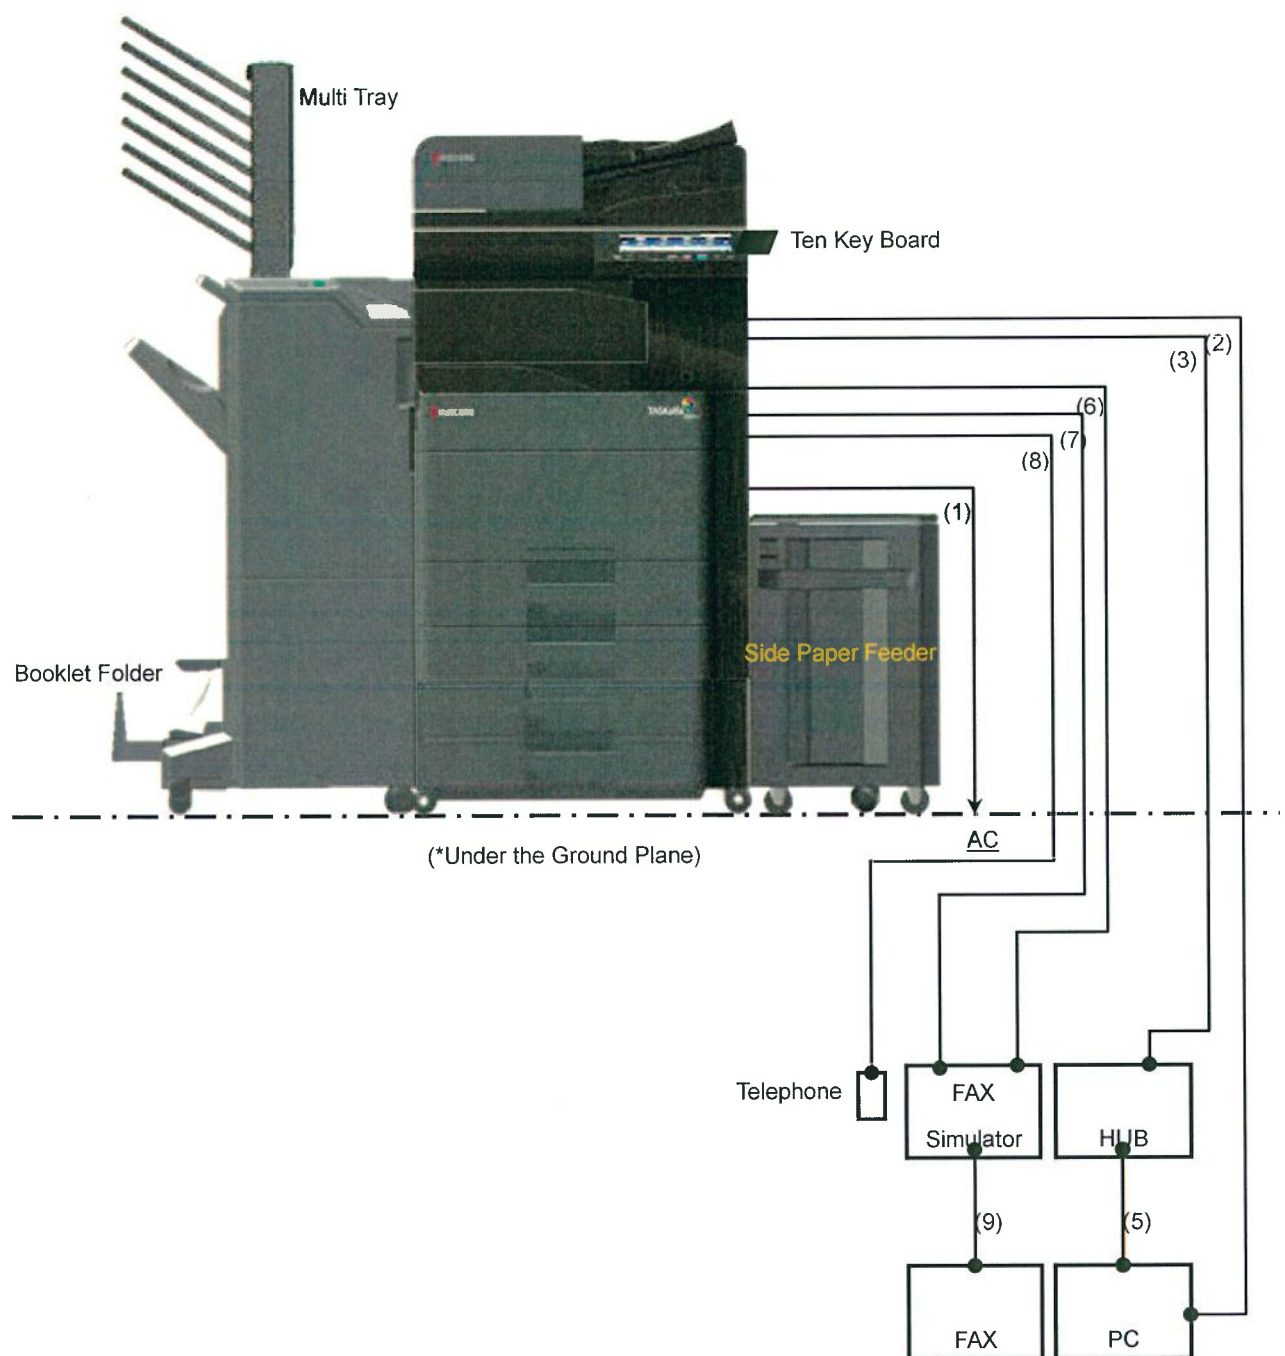 Multi Tray
Ten Key Board
(2)
(3)
(6)
(7)
(8)
(1)
Side Paper Feeder
Booklet Folder
AC
(*Under the Ground Plane)
Telephone
FAX
Simulator
HUB
(9)
(5)
FAX
PC